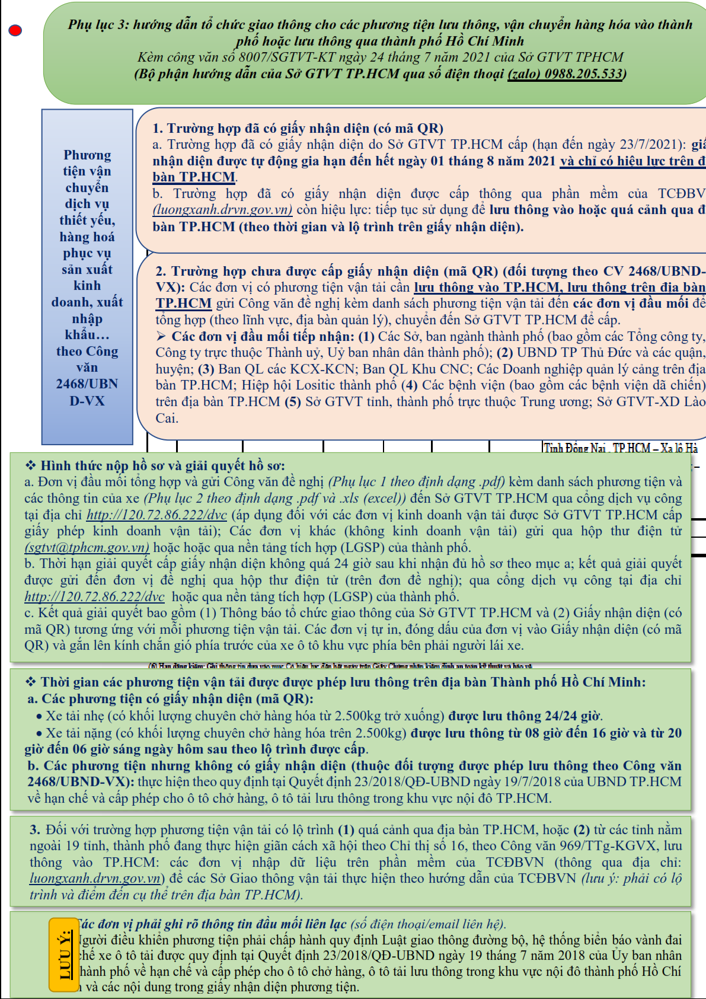 Phụ lục 3: hướng dẫn tổ chức giao thông cho các phương tiện lưu thông, vận chuyển hàng hóa vào thành
phố hoặc lưu thông qua thành phố Hồ Chí Minh
Kèm công văn số 8007/SGTVT-KT ngày 24 tháng 7 năm 2021 của Sở GTVT TPHCM
(Bộ phận hướng dẫn của Sở GTVT TP.HCM qua số điện thoại (zalo) 0988.205.533)
Phương
tiện vận
chuyển
dịch vụ
thiết yếu,
hàng hoá
phục vụ
sản xuất
kinh
doanh, xuất
nhập
khẩu…
theo Công
văn
2468/UBN
D-VX
1. Trường hợp đã có giấy nhận diện (có mã QR)
a. Trường hợp đã có giấy nhận diện do Sở GTVT TP.HCM cấp (hạn đến ngày 23/7/2021): giấ
nhận diện được tự động gia hạn đến hết ngày 01 tháng 8 năm 2021 và chỉ có hiệu lực trên đ
bàn TP.HCM.
b. Trường hợp đã có giấy nhận diện được cấp thông qua phần mềm của TCĐBV
(luongxanh.drvn.gov.vn) còn hiệu lực: tiếp tục sử dụng để lưu thông vào hoặc quá cảnh qua đ
bàn TP.HCM (theo thời gian và lộ trình trên giấy nhận diện).
2. Trường hợp chưa được cấp giấy nhận diện (mã QR) (đối tượng theo CV 2468/UBND-
VX): Các đơn vị có phương tiện vận tải cần lưu thông vào TP.HCM, lưu thông trên địa bàn
TP.HCM gửi Công văn đề nghị kèm danh sách phương tiện vận tải đến các đơn vị đầu mối để
tổng hợp (theo lĩnh vực, địa bàn quản lý), chuyển đến Sở GTVT TP.HCM để cấp.
➢ Các đơn vị đầu mối tiếp nhận: (1) Các Sở, ban ngành thành phố (bao gồm các Tổng công ty,
Công ty trực thuộc Thành uỷ, Uỷ ban nhân dân thành phố); (2) UBND TP Thủ Đức và các quận,
huyện; (3) Ban QL các KCX-KCN; Ban QL Khu CNC; Các Doanh nghiệp quản lý cảng trên địa
bàn TP.HCM; Hiệp hội Lositic thành phố (4) Các bệnh viện (bao gồm các bệnh viện dã chiến)
trên địa bàn TP.HCM (5) Sở GTVT tỉnh, thành phố trực thuộc Trung ương; Sở GTVT-XD Lào
Cai.
Tỉnh Đồng Nai , TP.HCM – Xa lộ Hà
❖ Hình thức nộp hồ sơ và giải quyết hồ sơ:
a. Đơn vị đầu mối tổng hợp và gửi Công văn đề nghị (Phụ lục 1 theo định dạng .pdf) kèm danh sách phương tiện và
các thông tin của xe (Phụ lục 2 theo định dạng .pdf và .xls (excel)) đến Sở GTVT TP.HCM qua cổng dịch vụ công
tại địa chỉ http://120.72.86.222/dvc (áp dụng đối với các đơn vị kinh doanh vận tải được Sở GTVT TP.HCM cấp
giấy phép kinh doanh vận tải); Các đơn vị khác (không kinh doanh vận tải) gửi qua hộp thư điện tử
(sgtvt@tphcm.gov.vn) hoặc hoặc qua nền tảng tích hợp (LGSP) của thành phố.
b. Thời hạn giải quyết cấp giấy nhận diện không quá 24 giờ sau khi nhận đủ hồ sơ theo mục a; kết quả giải quyết
được gửi đến đơn vị đề nghị qua hộp thư điện tử (trên đơn đề nghị); qua cổng dịch vụ công tại địa chỉ
http://120.72.86.222/dvc hoặc qua nền tảng tích hợp (LGSP) của thành phố.
c. Kết quả giải quyết bao gồm (1) Thông báo tổ chức giao thông của Sở GTVT TP.HCM và (2) Giấy nhận diện (có
mã QR) tương ứng với mỗi phương tiện vận tải. Các đơn vị tự in, đóng dấu của đơn vị vào Giấy nhận diện (có mã
QR) và gắn lên kính chắn gió phía trước của xe ô tô khu vực phía bên phải người lái xe.
❖ Thời gian các phương tiện vận tải được được phép lưu thông trên địa bàn Thành phố Hồ Chí Minh:
a. Các phương tiện có giấy nhận diện (mã QR):
• Xe tải nhẹ (có khối lượng chuyên chở hàng hóa từ 2.500kg trở xuống) được lưu thông 24/24 giờ.
• Xe tải nặng (có khối lượng chuyên chở hàng hóa trên 2.500kg) được lưu thông từ 08 giờ đến 16 giờ và từ 20
giờ đến 06 giờ sáng ngày hôm sau theo lộ trình được cấp.
b. Các phương tiện nhưng không có giấy nhận diện (thuộc đối tượng được phép lưu thông theo Công văn
2468/UBND-VX): thực hiện theo quy định tại Quyết định 23/2018/QĐ-UBND ngày 19/7/2018 của UBND TP.HCM
về hạn chế và cấp phép cho ô tô chở hàng, ô tô tải lưu thông trong khu vực nội đô TP.HCM.
3. Đối với trường hợp phương tiện vận tải có lộ trình (1) quá cảnh qua địa bàn TP.HCM, hoặc (2) từ các tỉnh nằm
ngoài 19 tỉnh, thành phố đang thực hiện giãn cách xã hội theo Chỉ thị số 16, theo Công văn 969/TTg-KGVX, lưu
thông vào TP.HCM: các đơn vị nhập dữ liệu trên phần mềm của TCĐBVN (thông qua địa chỉ:
luongxanh.drvn.gov.vn) để các Sở Giao thông vận tải thực hiện theo hướng dẫn của TCĐBVN (lưu ý: phải có lộ
trình và điểm đến cụ thể trên địa bàn TP.HCM).
LƯU Ý:
Các đơn vị phải ghi rõ thông tin đầu mối liên lạc (số điện thoại/email liên hệ).
Người điều khiển phương tiện phải chấp hành quy định Luật giao thông đường bộ, hệ thống biển báo vành đai
chế xe ô tô tải được quy định tại Quyết định 23/2018/QĐ-UBND ngày 19 tháng 7 năm 2018 của Ủy ban nhân
thành phố về hạn chế và cấp phép cho ô tô chở hàng, ô tô tải lưu thông trong khu vực nội đô thành phố Hồ Chí
và các nội dung trong giấy nhận diện phương tiện.